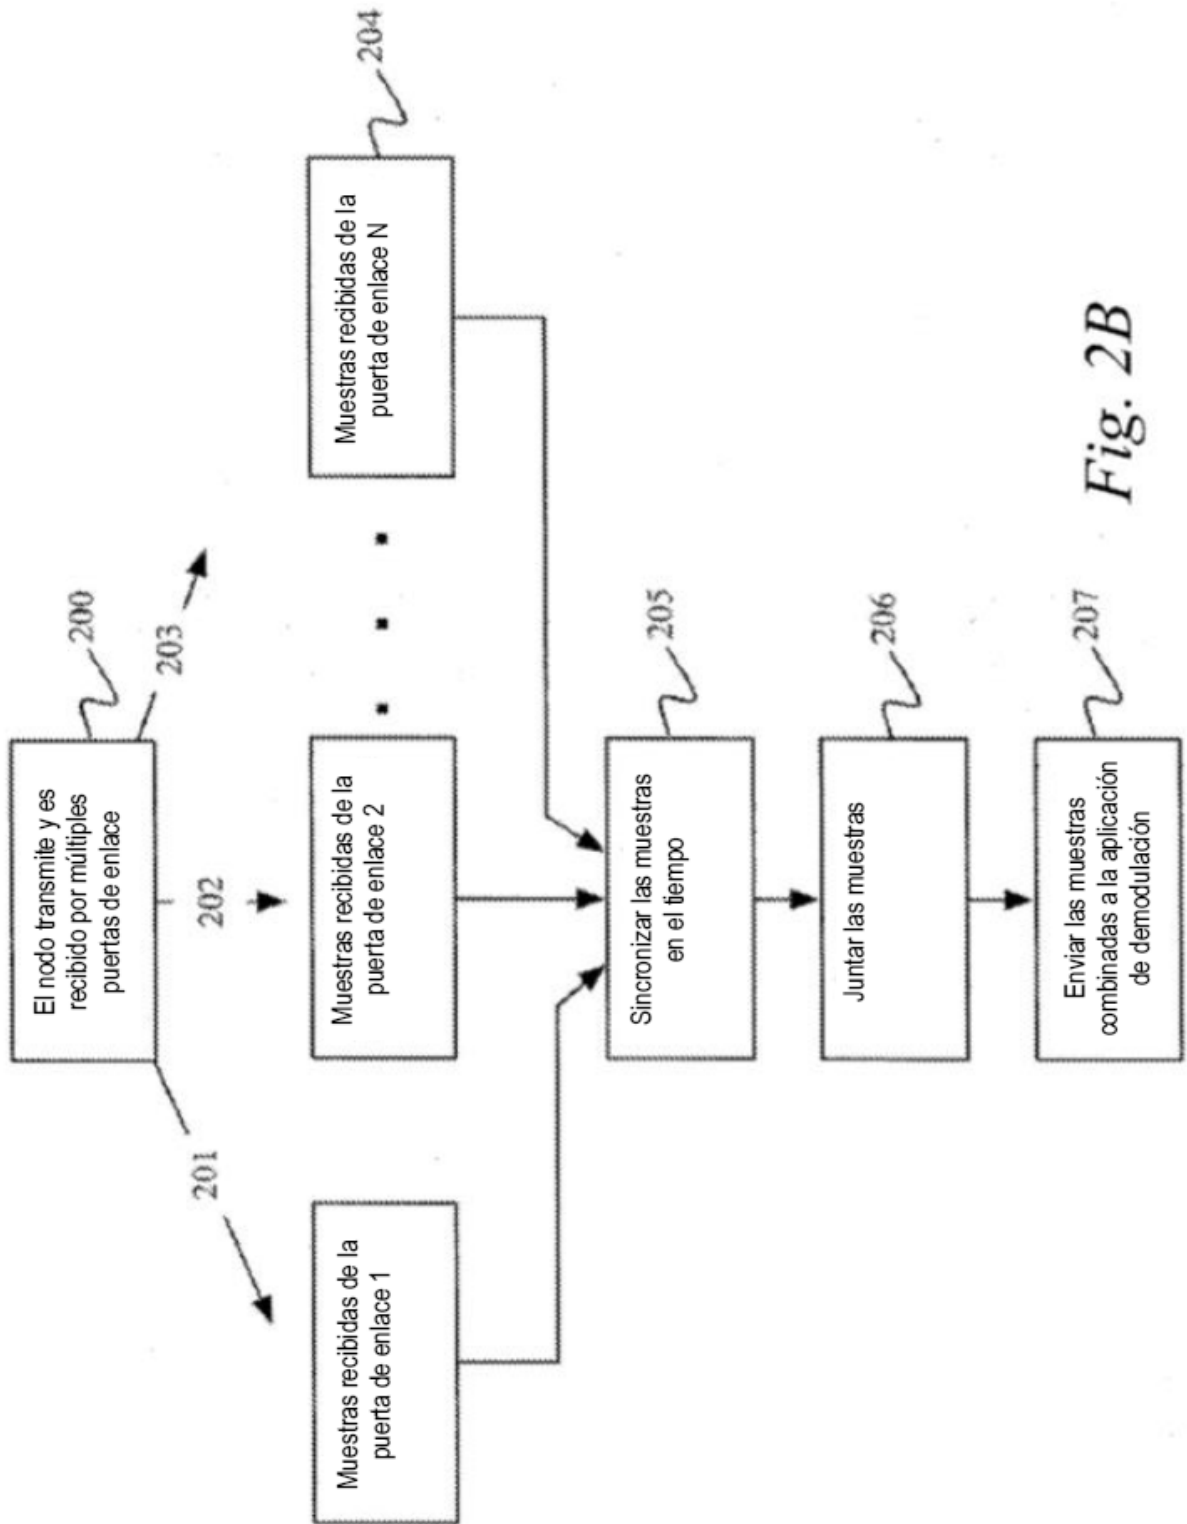 El nodo transmite y es
recibido por múltiples
puertas de enlace
200
201
202
203
Muestras recibidas de la
puerta de enlace 1
Muestras recibidas de la
puerta de enlace 2
Muestras recibidas de la
puerta de enlace N
204
Sincronizar las muestras
en el tiempo
205
Juntar las muestras
206
Enviar las muestras
combinadas a la aplicación
de demodulación
207
Fig. 2B